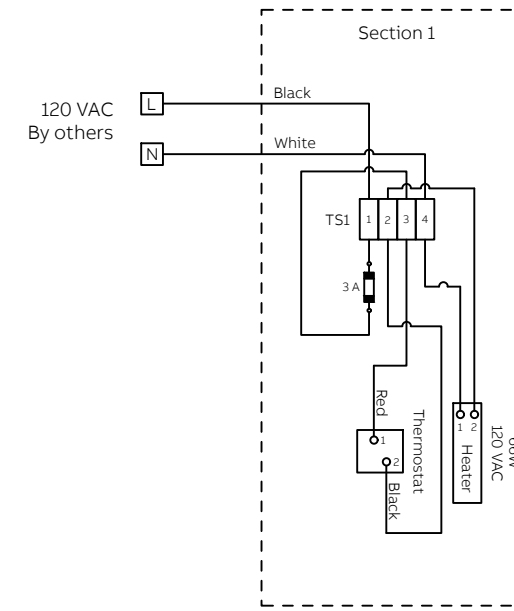 Section 1
120 VAC
By others
L
Black
N
White
TS1
1 2 3 4
3 A
Red
Thermostat
1
2
Black
1 2
Heater
120 VAC